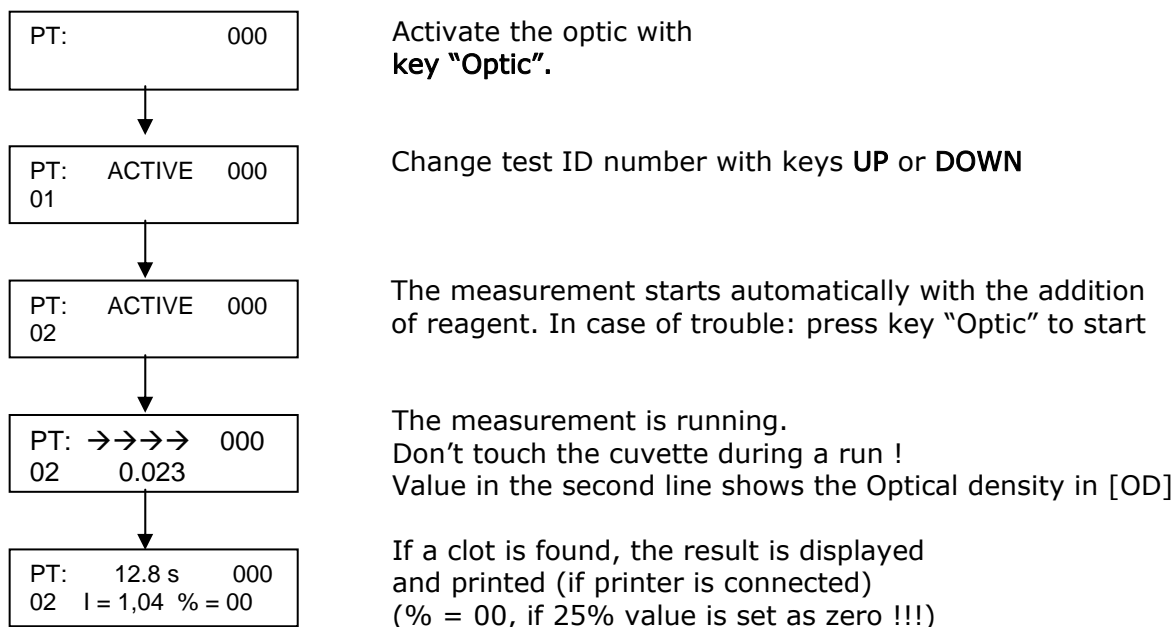 PT: 000
Activate the optic with
key “Optic”.
PT: ACTIVE 000
01
Change test ID number with keys UP or DOWN
PT: ACTIVE 000
02
The measurement starts automatically with the addition
of reagent. In case of trouble: press key “Optic” to start
PT: →→→→ 000
02 0.023
The measurement is running.
Don’t touch the cuvette during a run !
Value in the second line shows the Optical density in [OD]
PT: 12.8 s 000
02 I = 1,04 % = 00
If a clot is found, the result is displayed
and printed (if printer is connected)
(% = 00, if 25% value is set as zero !!!)